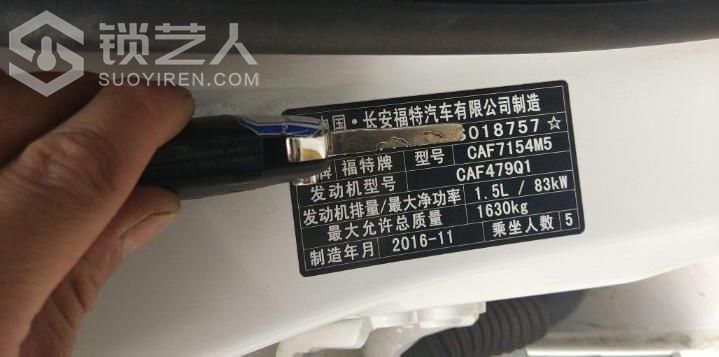 锁艺人
SUOYIREN.COM
国·长安福特汽车有限公司制造
018757☆
牌 福特牌 型号 CAF7154M5
发动机型号 CAF479Q1
发动机排量/最大净功率 1.5L / 83kW
最大允许总质量 1630kg
制造年月 2016-11 乘坐人数 5